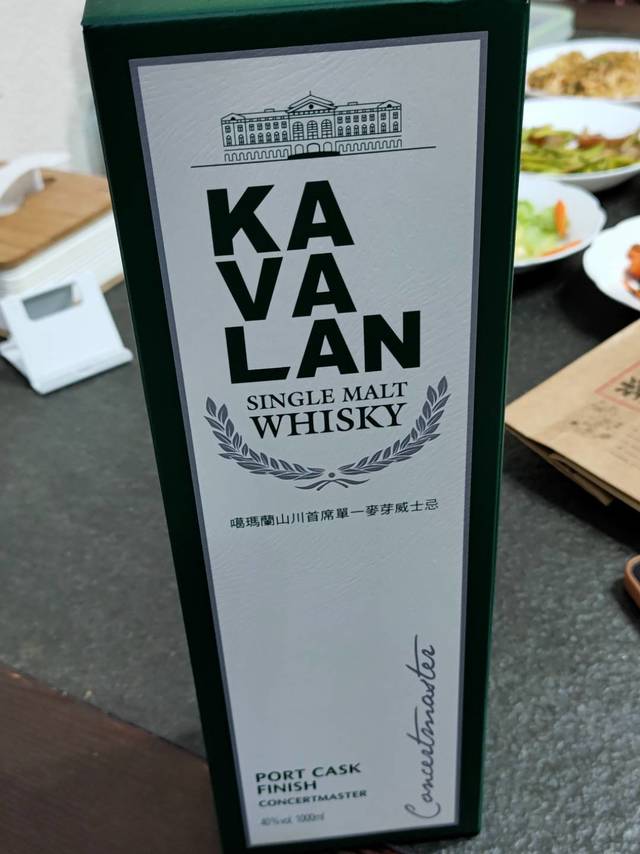 KA
VA
LAN
SINGLE MALT
WHISKY
噶瑪蘭山川首席單一麥芽威士忌
Concertmaster
PORT CASK
FINISH
CONCERTMASTER
40%vol. 1000ml